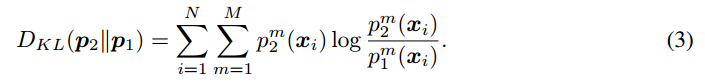 D_{KL}(\boldsymbol{p}_2 \| \boldsymbol{p}_1) = \sum_{i=1}^{N} \sum_{m=1}^{M} p_2^m(\boldsymbol{x}_i) \log \frac{p_2^m(\boldsymbol{x}_i)}{p_1^m(\boldsymbol{x}_i)}. (3)